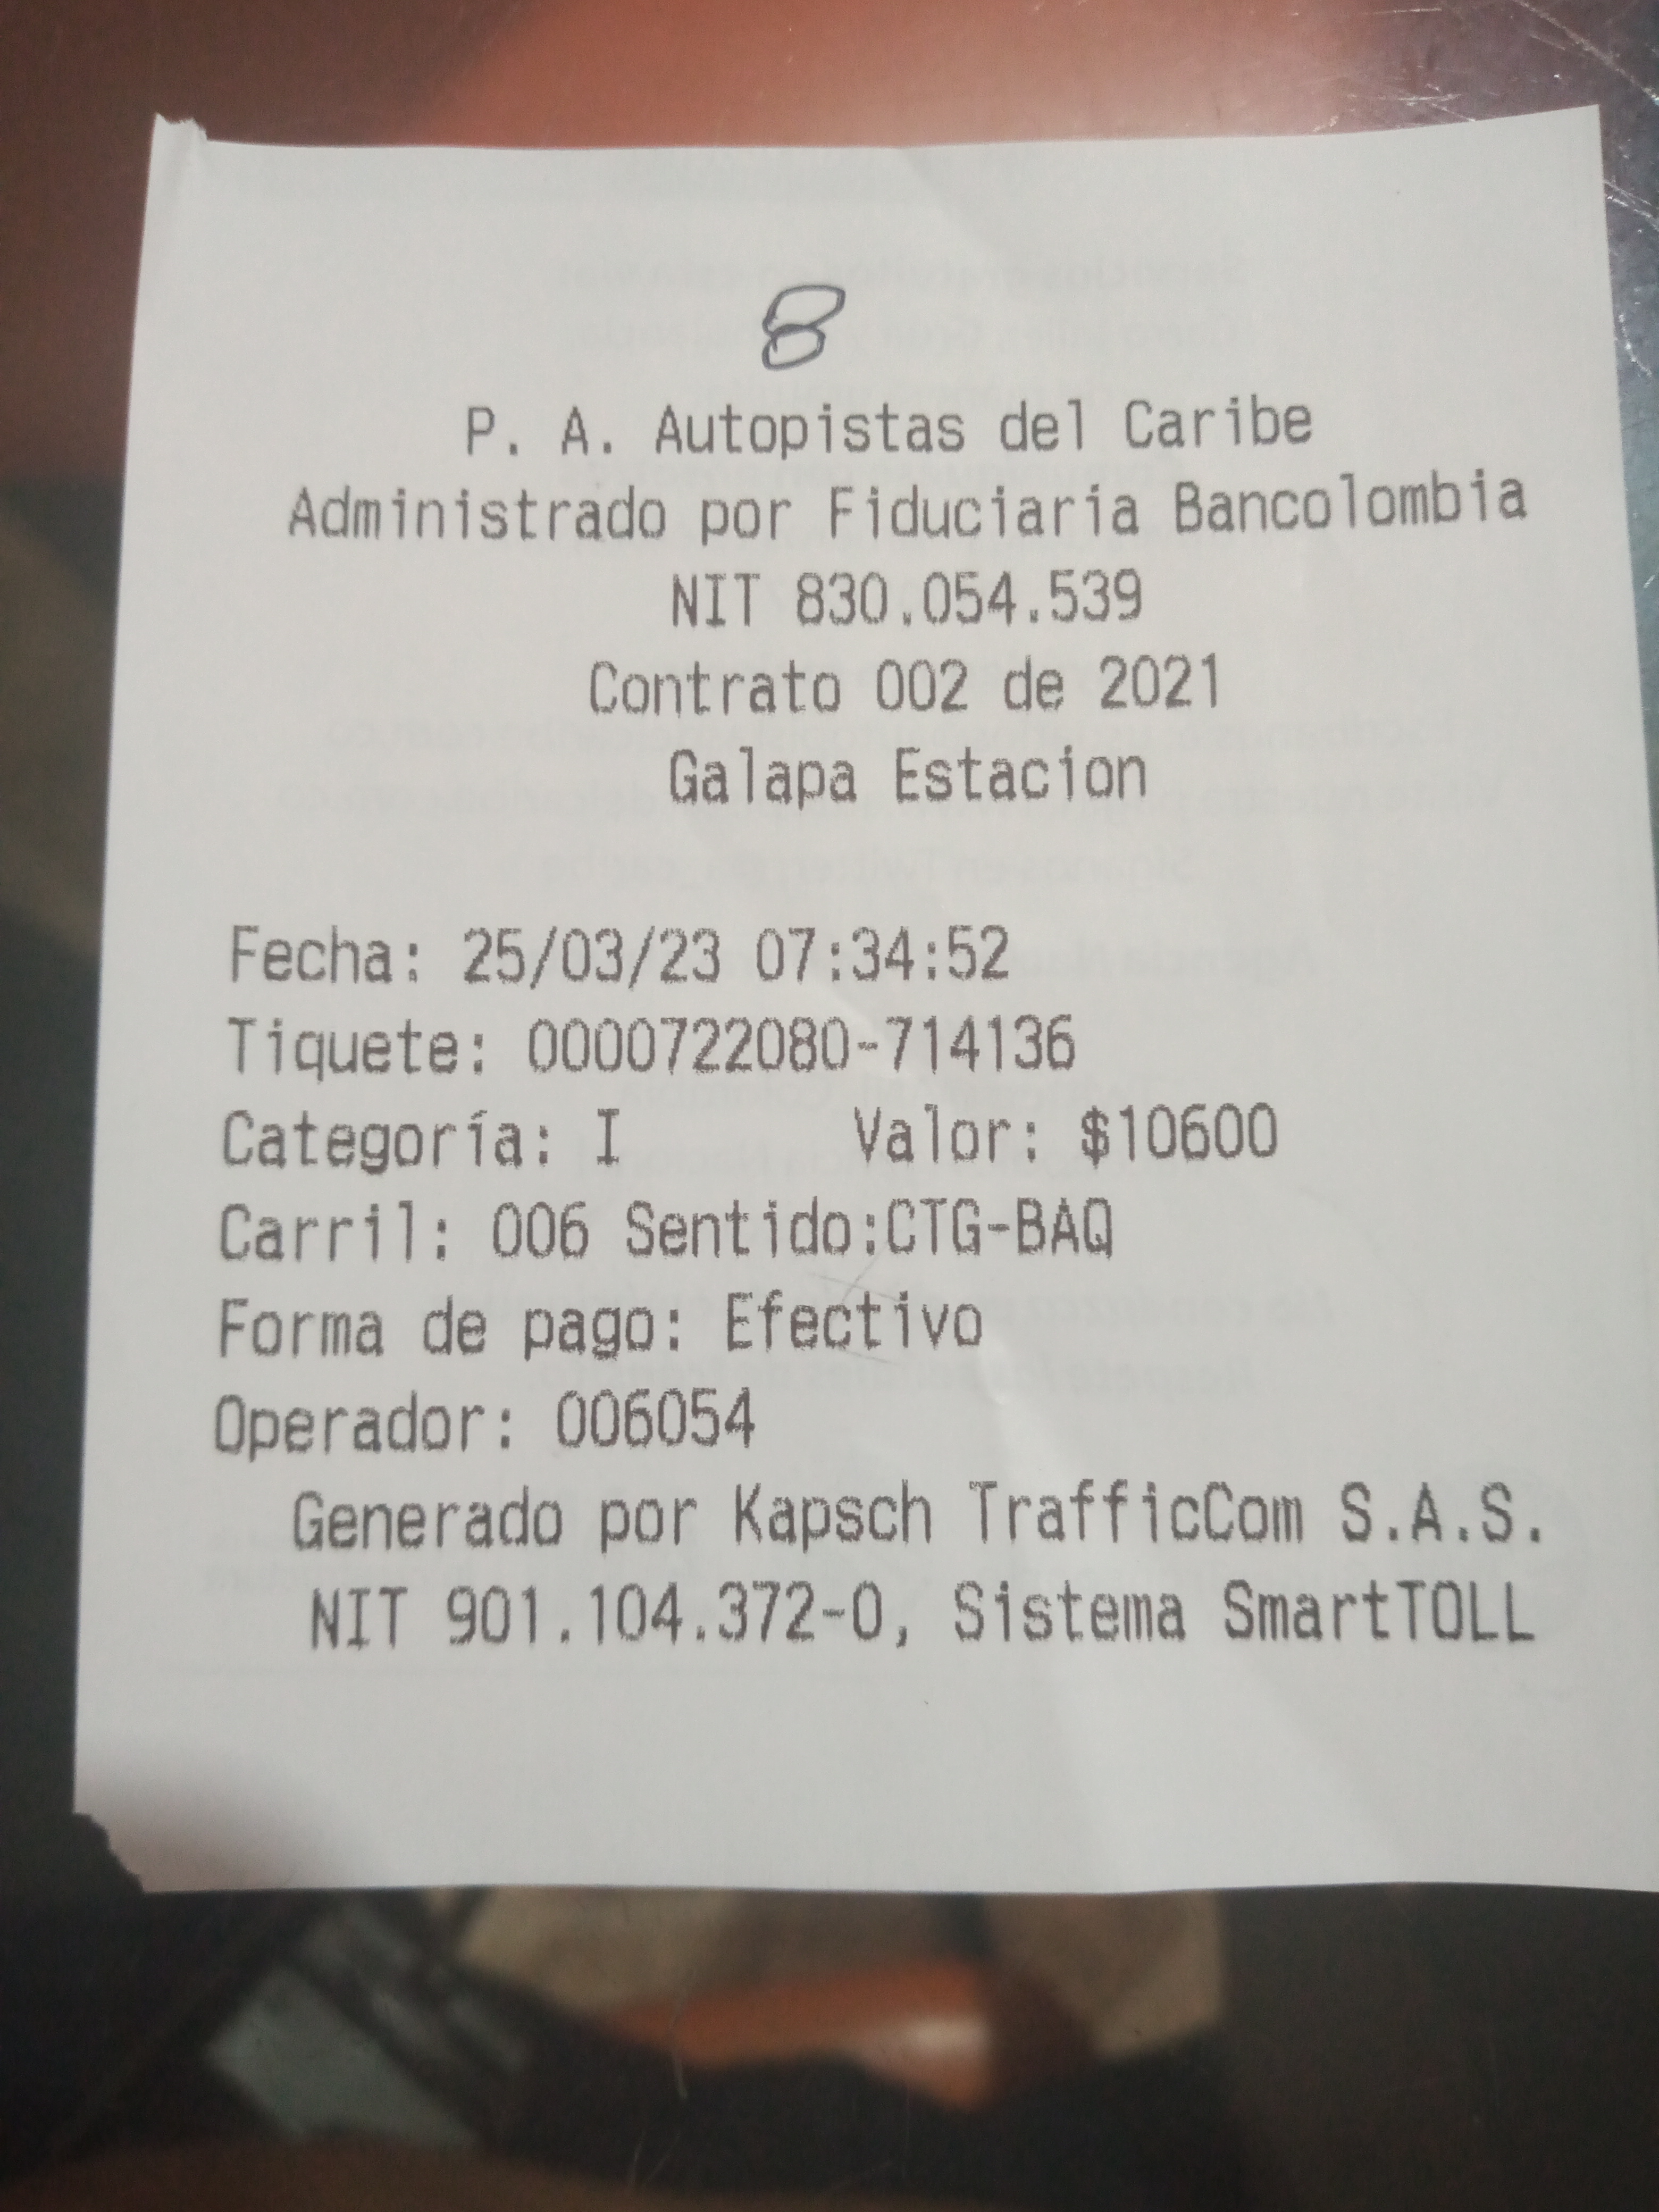 8
P. A. Autopistas del Caribe
Administrado por Fiduciaria Bancolombia
NIT 830.054.539
Contrato 002 de 2021
Galapa Estacion
Fecha: 25/03/23 07:34:52
Tiquete: 0000722080-714136
Categoría: I Valor: $10600
Carril: 006 Sentido:CTG-BAQ
Forma de pago: Efectivo
Operador: 006054
Generado por Kapsch TrafficCom S.A.S.
NIT 901.104.372-0, Sistema SmartTOLL